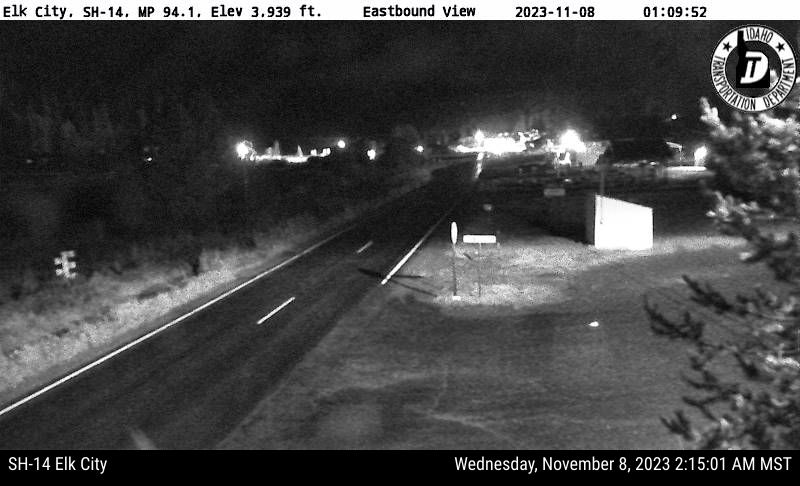 Elk City, SH-14, MP 94.1, Elev 3,939 ft. Eastbound View 2023-11-08 01:09:52
IDAHO
TRANSPORTATION DEPARTMENT
SH-14 Elk City Wednesday, November 8, 2023 2:15:01 AM MST